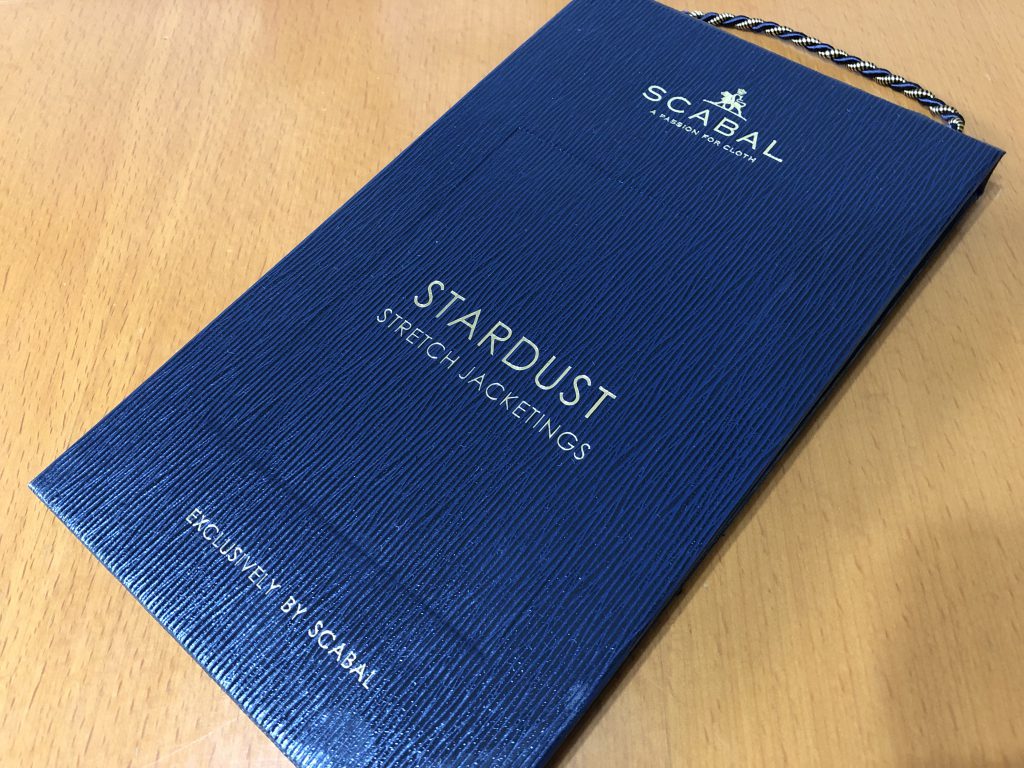 SCABAL
A PASSION FOR CLOTH
STARDUST
STRETCH JACKETINGS
EXCLUSIVELY BY SCABAL